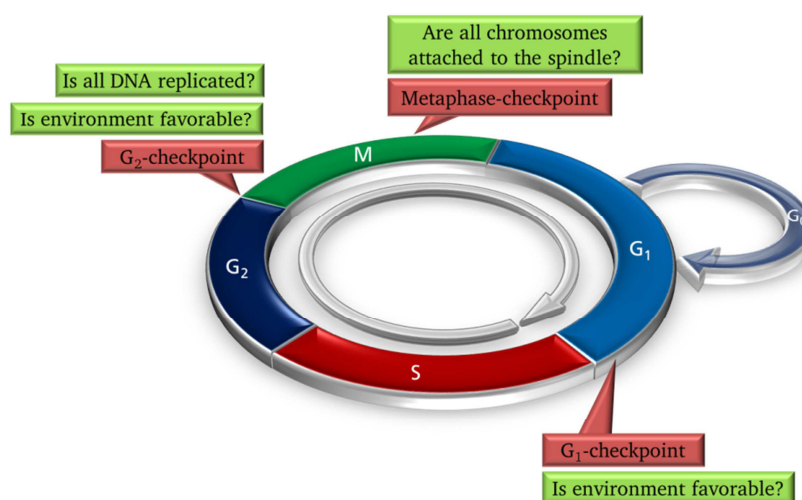 Are all chromosomes
attached to the spindle?
Metaphase-checkpoint
Is all DNA replicated?
Is environment favorable?
G₂-checkpoint
M
G₁
G₂
S
G₁-checkpoint
Is environment favorable?